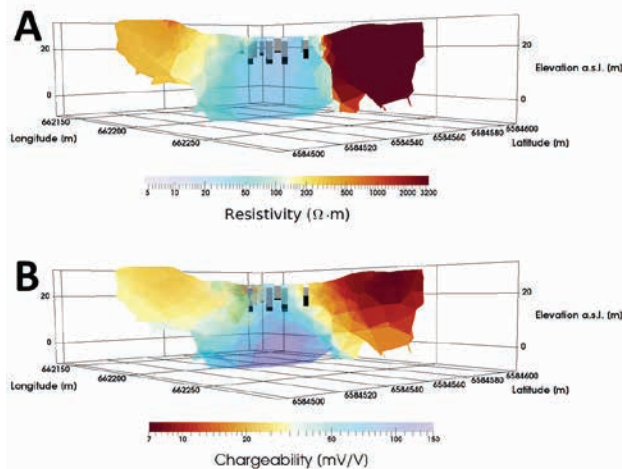 A
20
0
Longitude (m)
662150
662200
662250
20
Elevation a.s.l. (m)
0
6584600
6584580
6584560
6584540
6584520
6584500
Latitude (m)
5 10 20 50 100 200 500 1000 2000 3200
Resistivity (Ω·m)
B
20
0
Longitude (m)
662150
662200
662250
20
Elevation a.s.l. (m)
0
6584600
6584580
6584560
6584540
6584520
6584500
Latitude (m)
7 10 20 50 100 150
Chargeability (mV/V)